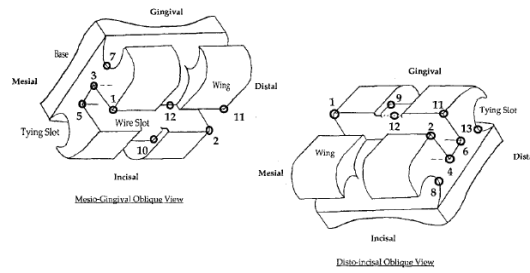 Gingival
Base
7
Mesial
3
Wing
Distal
5
1
12
11
Wire Slot
Tying Slot
10
2
Incisal
Mesio-Gingival Oblique View
Gingival
1
9
11
Tying Slot
12
2
13
6
Wing
4
Mesial
8
Dist
Incisal
Disto-Incisal Oblique View